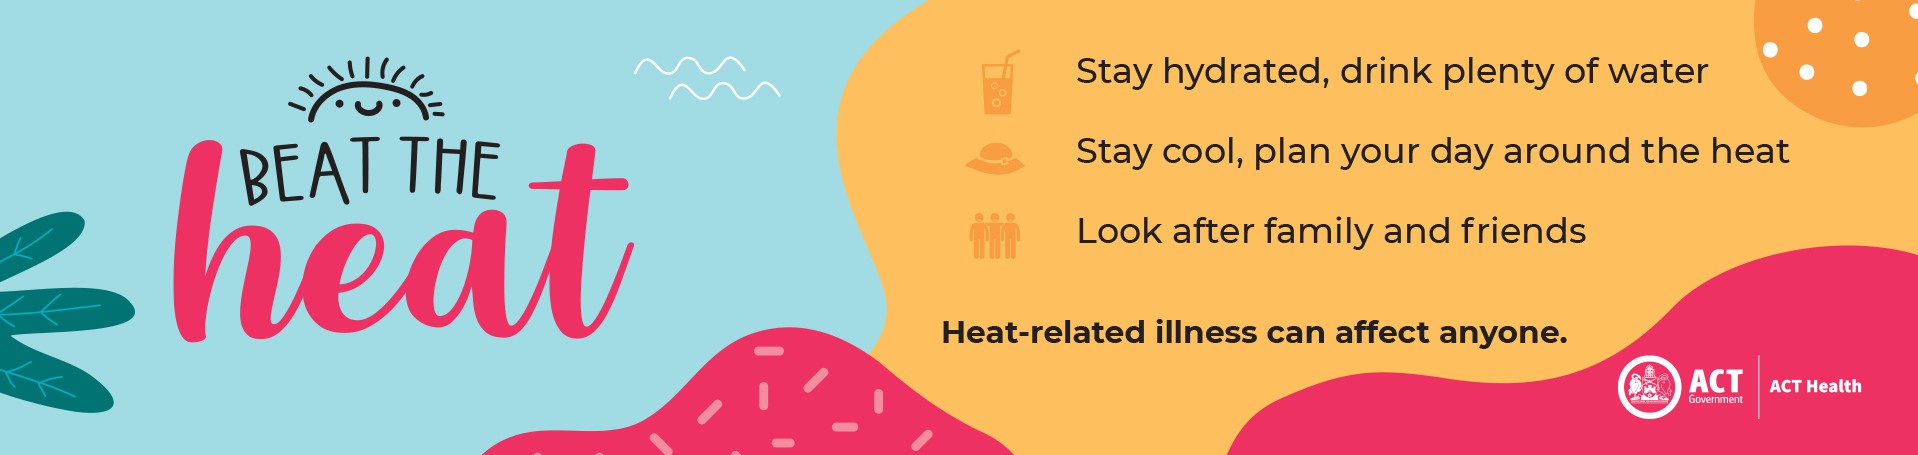 BEAT THE
heat
Stay hydrated, drink plenty of water
Stay cool, plan your day around the heat
Look after family and friends
Heat-related illness can affect anyone.
ACT
Government
ACT Health